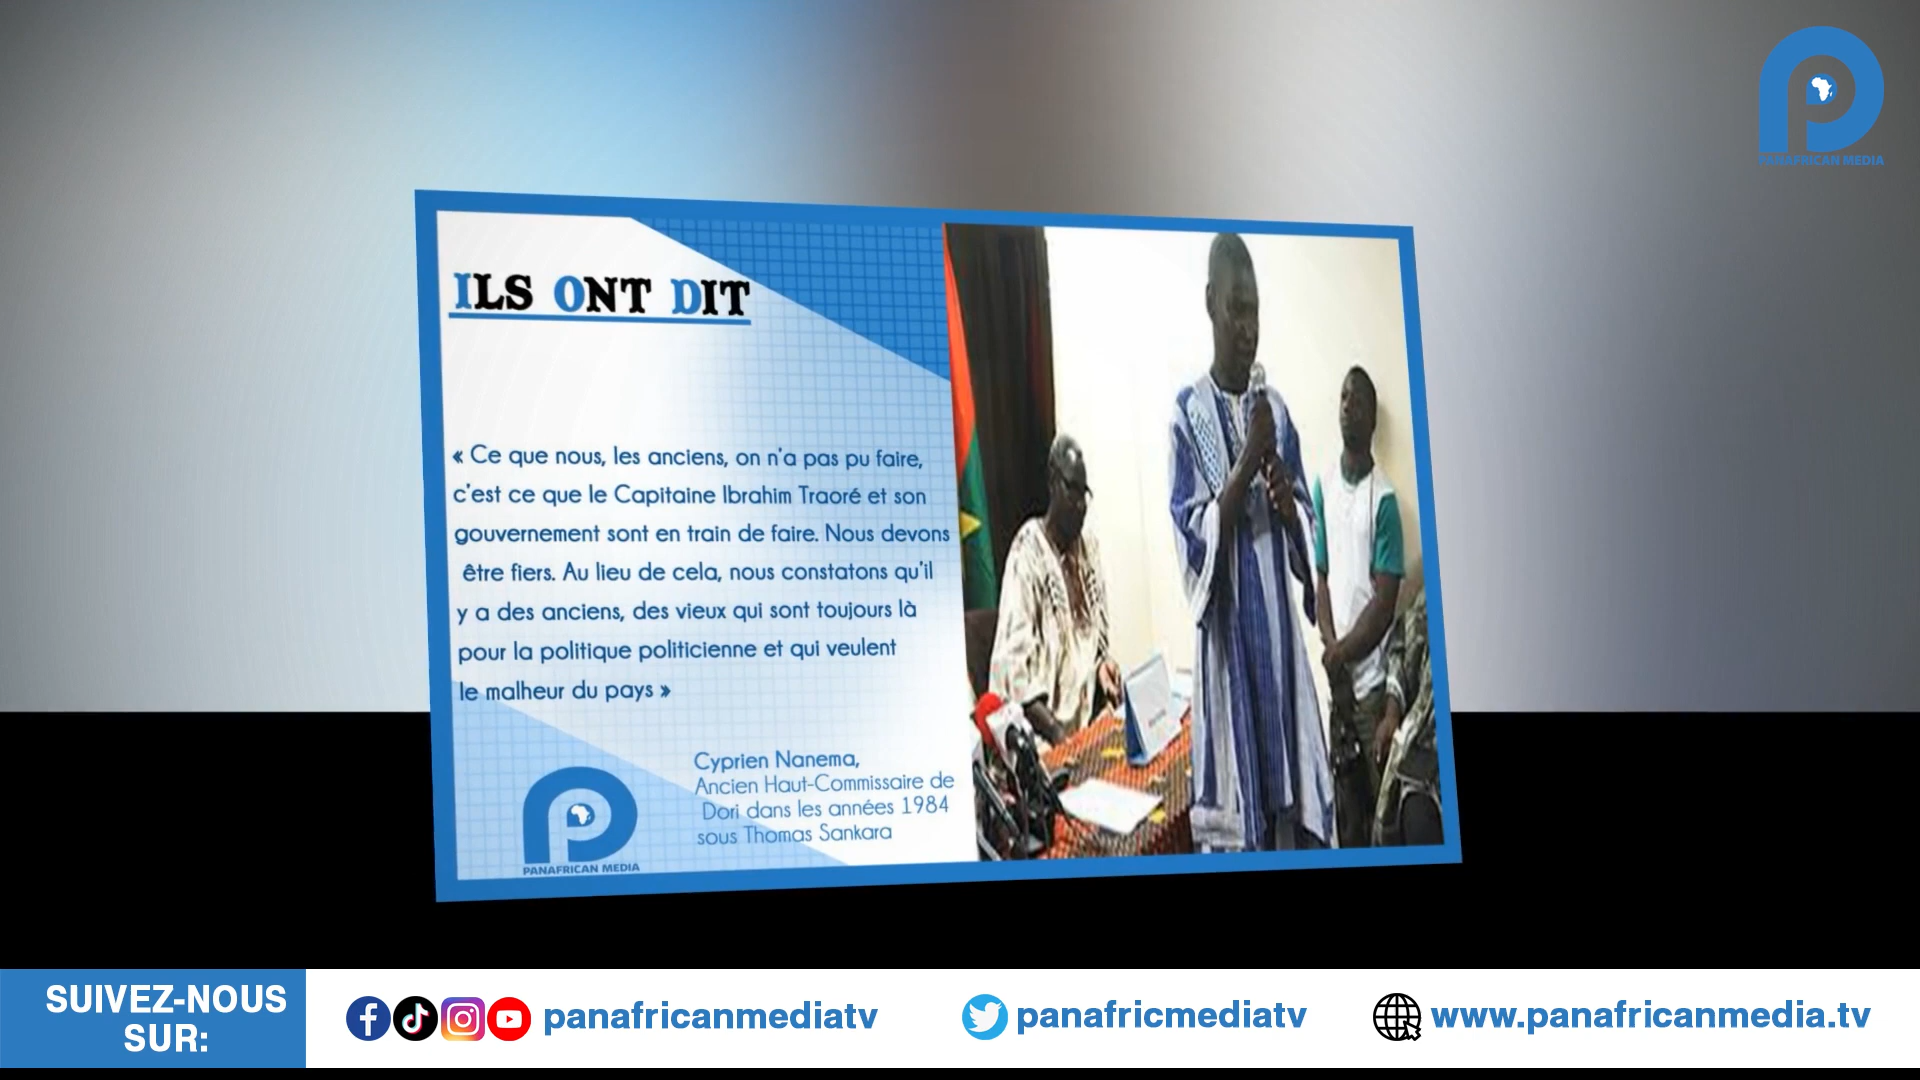 PANAFRICAN MEDIA
ILS ONT DIT
« Ce que nous, les anciens, on n'a pas pu faire,
c'est ce que le Capitaine Ibrahim Traoré et son
gouvernement sont en train de faire. Nous devons
être fiers. Au lieu de cela, nous constatons qu'il
y a des anciens, des vieux qui sont toujours là
pour la politique politicienne et qui veulent
le malheur du pays »
Cyprien Nanema,
Ancien Haut-Commissaire de
Dori dans les années 1984
sous Thomas Sankara
PANAFRICAN MEDIA
SUIVEZ-NOUS
SUR:
panafricanmediatv
panafricmediatv
www.panafricanmedia.tv